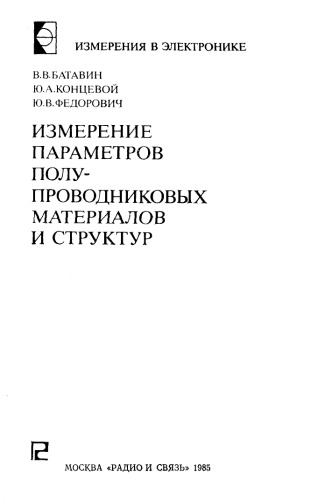 ИЗМЕРЕНИЯ В ЭЛЕКТРОНИКЕ
В.В.БАТАВИН
Ю.А.КОНЦЕВОЙ
Ю.В.ФЕДОРОВИЧ
ИЗМЕРЕНИЕ
ПАРАМЕТРОВ
ПОЛУ-
ПРОВОДНИКОВЫХ
МАТЕРИАЛОВ
И СТРУКТУР
МОСКВА «РАДИО И СВЯЗЬ» 1985